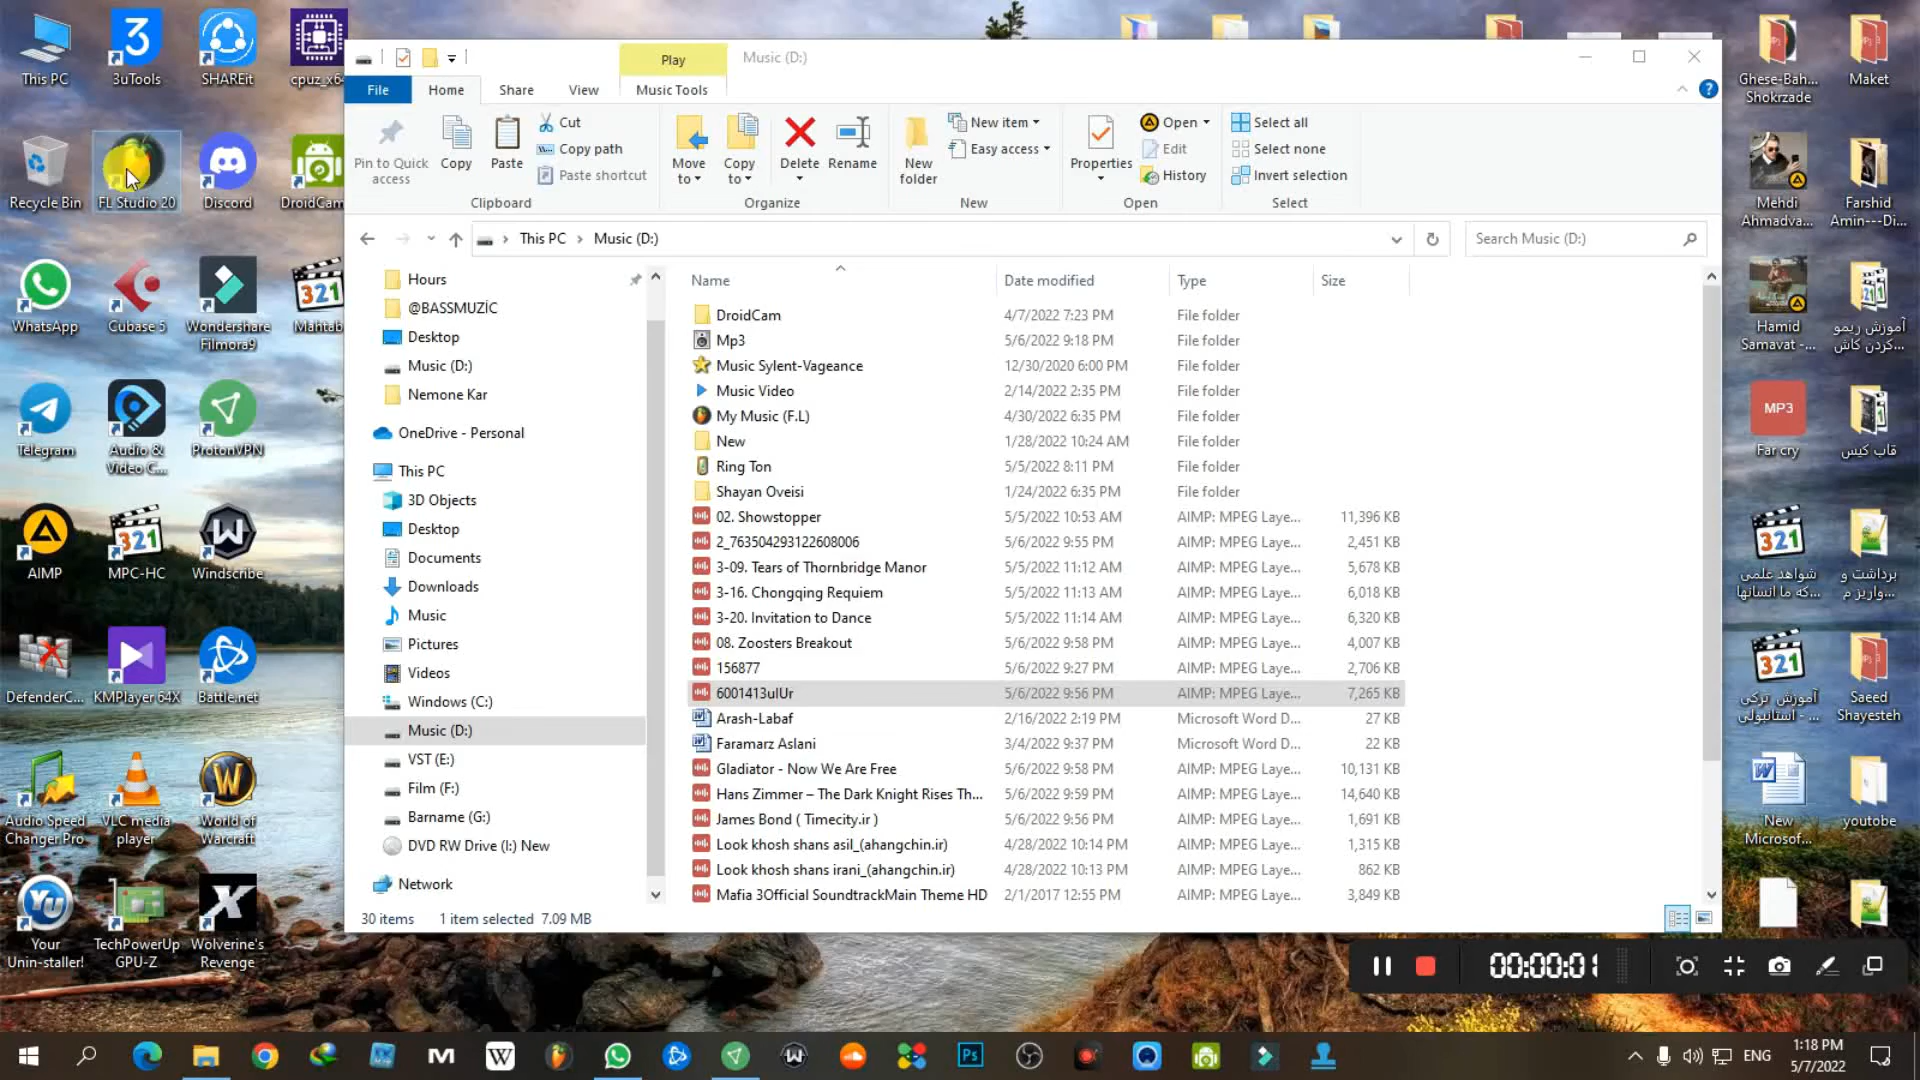 This PC
3uTools
SHAREit
cpuz_x64
Recycle Bin
FL Studio 20
Discord
DroidCam
WhatsApp
Cubase 5
Wondershare
Filmora9
Mahtab
Telegram
Audio &
Video C...
ProtonVPN
AIMP
MPC-HC
Windscribe
DefenderC...
KMPlayer 64X
Battle.net
Audio Speed
Changer Pro
VLC media
player
World of
Warcraft
Your
Unin-staller!
TechPowerUp
GPU-Z
Wolverine's
Revenge
Play
Music (D:)
File
Home
Share
View
Music Tools
Pin to Quick
access
Copy
Paste
Cut
Copy path
Paste shortcut
Clipboard
Move
to
Copy
to
Delete
Rename
Organize
New
folder
New item
Easy access
New
Properties
Open
Edit
History
Open
Select all
Select none
Invert selection
Select
This PC
Music (D:)
Search Music (D:)
Hours
@BASSMUZİC
Desktop
Music (D:)
Nemone Kar
OneDrive - Personal
This PC
3D Objects
Desktop
Documents
Downloads
Music
Pictures
Videos
Windows (C:)
Music (D:)
VST (E:)
Film (F:)
Barname (G:)
DVD RW Drive (I:) New
Network
Name Date modified Type Size
DroidCam 4/7/2022 7:23 PM File folder
Mp3 5/6/2022 9:18 PM File folder
Music Sylent-Vageance 12/30/2020 6:00 PM File folder
Music Video 2/14/2022 2:35 PM File folder
My Music (F.L) 4/30/2022 6:35 PM File folder
New 1/28/2022 10:24 AM File folder
Ring Ton 5/5/2022 8:11 PM File folder
Shayan Oveisi 1/24/2022 6:35 PM File folder
02. Showstopper 5/5/2022 10:53 AM AIMP: MPEG Laye... 11,396 KB
2_763504293122608006 5/6/2022 9:55 PM AIMP: MPEG Laye... 2,451 KB
3-09. Tears of Thornbridge Manor 5/5/2022 11:12 AM AIMP: MPEG Laye... 5,678 KB
3-16. Chongqing Requiem 5/5/2022 11:13 AM AIMP: MPEG Laye... 6,018 KB
3-20. Invitation to Dance 5/5/2022 11:14 AM AIMP: MPEG Laye... 6,320 KB
08. Zoosters Breakout 5/6/2022 9:58 PM AIMP: MPEG Laye... 4,007 KB
156877 5/6/2022 9:27 PM AIMP: MPEG Laye... 2,706 KB
6001413ulUr 5/6/2022 9:56 PM AIMP: MPEG Laye... 7,265 KB
Arash-Labaf 2/16/2022 2:19 PM Microsoft Word D... 27 KB
Faramarz Aslani 3/4/2022 9:37 PM Microsoft Word D... 22 KB
Gladiator - Now We Are Free 5/6/2022 9:58 PM AIMP: MPEG Laye... 10,131 KB
Hans Zimmer – The Dark Knight Rises Th... 5/6/2022 9:59 PM AIMP: MPEG Laye... 14,640 KB
James Bond ( Timecity.ir ) 5/6/2022 9:56 PM AIMP: MPEG Laye... 1,691 KB
Look khosh shans asil_(ahangchin.ir) 4/28/2022 10:14 PM AIMP: MPEG Laye... 1,315 KB
Look khosh shans irani_(ahangchin.ir) 4/28/2022 10:13 PM AIMP: MPEG Laye... 862 KB
Mafia 3Official SoundtrackMain Theme HD 2/1/2017 12:55 PM AIMP: MPEG Laye... 3,849 KB
30 items 1 item selected 7.09 MB
Ghese-Bah...
Shokrzade
Maket
Mehdi
Ahmadva...
Farshid
Amin---Di...
Hamid
Samavat -...
آموزش ریمو
...کردن کاش
MP3
Far cry
قاب کیس
شواهد علمی
...که ما انسانها
برداشت و
...واریز م
آموزش ترکی
... - استانبولی
Saeed
Shayesteh
New
Microsof...
youtube
00:00:01
ENG
1:18 PM
5/7/2022